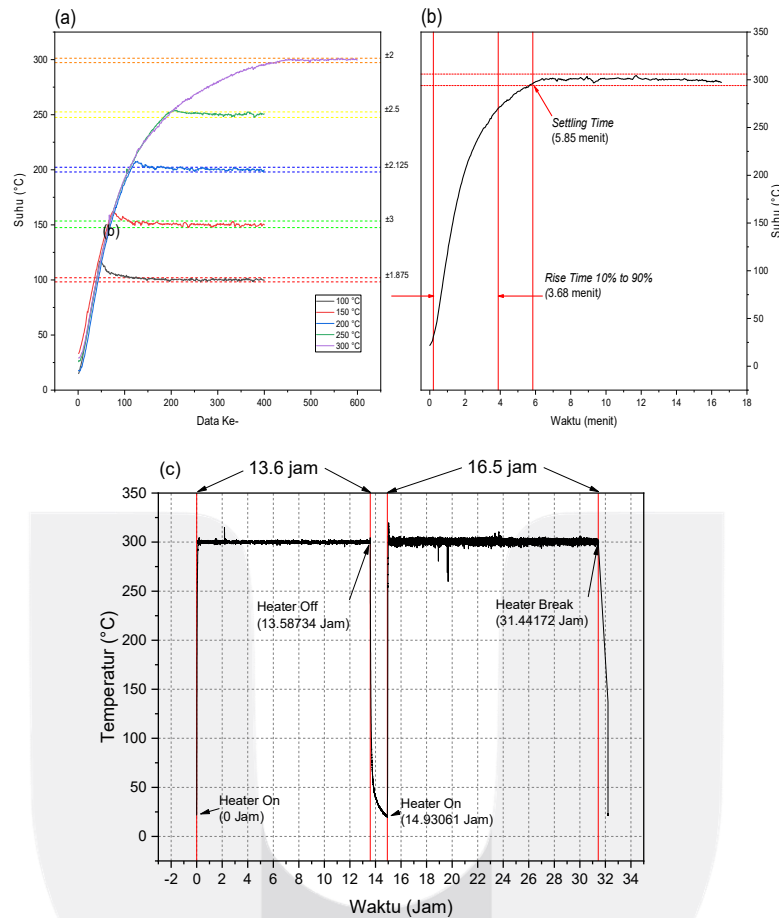 (a)
(b)
350
300
250
200
150
100
50
0
Suhu (°C)
0
100
200
300
400
500
600
Data Ke-
±2
±2.5
±2.125
±3
±1.875
(b)
100 °C
150 °C
200 °C
250 °C
300 °C
350
300
250
200
150
100
50
0
Suhu (°C)
0
2
4
6
8
10
12
14
16
18
Waktu (menit)
Settling Time
(5.85 menit)
Rise Time 10% to 90%
(3.68 menit)
(c)
13.6 jam
16.5 jam
350
300
250
200
150
100
50
0
Temperatur (°C)
-2
0
2
4
6
8
10
12
14
16
18
20
22
24
26
28
30
32
34
Waktu (Jam)
Heater Off
(13.58734 Jam)
Heater Break
(31.44172 Jam)
Heater On
(0 Jam)
Heater On
(14.93061 Jam)